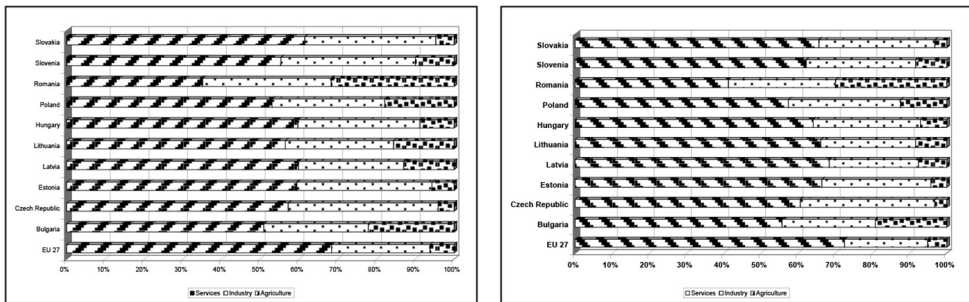 Slovakia
Slovenia
Romania
Poland
Hungary
Lithuania
Latvia
Estonia
Czech Republic
Bulgaria
EU 27
0% 10% 20% 30% 40% 50% 60% 70% 80% 90% 100%
Services Industry Agriculture
Slovakia
Slovenia
Romania
Poland
Hungary
Lithuania
Latvia
Estonia
Czech Republic
Bulgaria
EU 27
0% 10% 20% 30% 40% 50% 60% 70% 80% 90% 100%
Services Industry Agriculture